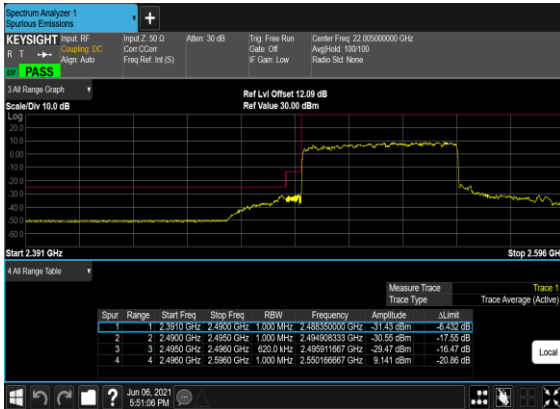 Spectrum Analyzer 1
Spurious Emissions
+
KEYSIGHT Input: RF Input Z: 50 Ω Atten: 30 dB Trig: Free Run Center Freq: 22.005000000 GHz
R T Coupling: DC Corr CCorr Gate: Off Avg|Hold: 100/100
Align: Auto Freq Ref: Int (S) IF Gain: Low Radio Std: None
PASS
3 All Range Graph
Ref Lvl Offset 12.09 dB
Scale/Div 10.0 dB Ref Value 30.00 dBm
Log
20.0
10.0
0.00
-10.0
-20.0
-30.0
-40.0
-50.0
-60.0
Start 2.391 GHz Stop 2.596 GH
4 All Range Table
Measure Trace Trace 1
Trace Type Trace Average (Active)
Spur Range Start Freq Stop Freq RBW Frequency Amplitude ΔLimit
1 1 2.3910 GHz 2.4900 GHz 1.000 MHz 2.488350000 GHz -31.43 dBm -6.432 dB
2 2 2.4900 GHz 2.4950 GHz 1.000 MHz 2.494908333 GHz -30.55 dBm -17.55 dB
3 3 2.4950 GHz 2.4960 GHz 620.0 kHz 2.495911667 GHz -29.47 dBm -16.47 dB
4 4 2.4960 GHz 2.5960 GHz 1.000 MHz 2.550166667 GHz 9.141 dBm -20.86 dB
Local
?
Jun 06, 2021
5:51:06 PM